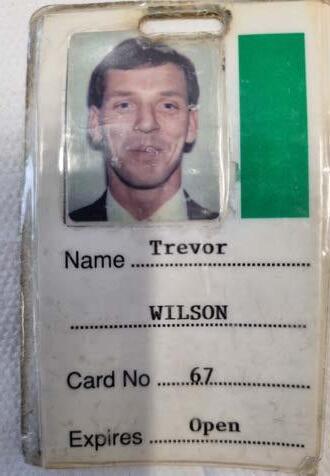 Name Trevor
WILSON
Card No 67
Expires Open